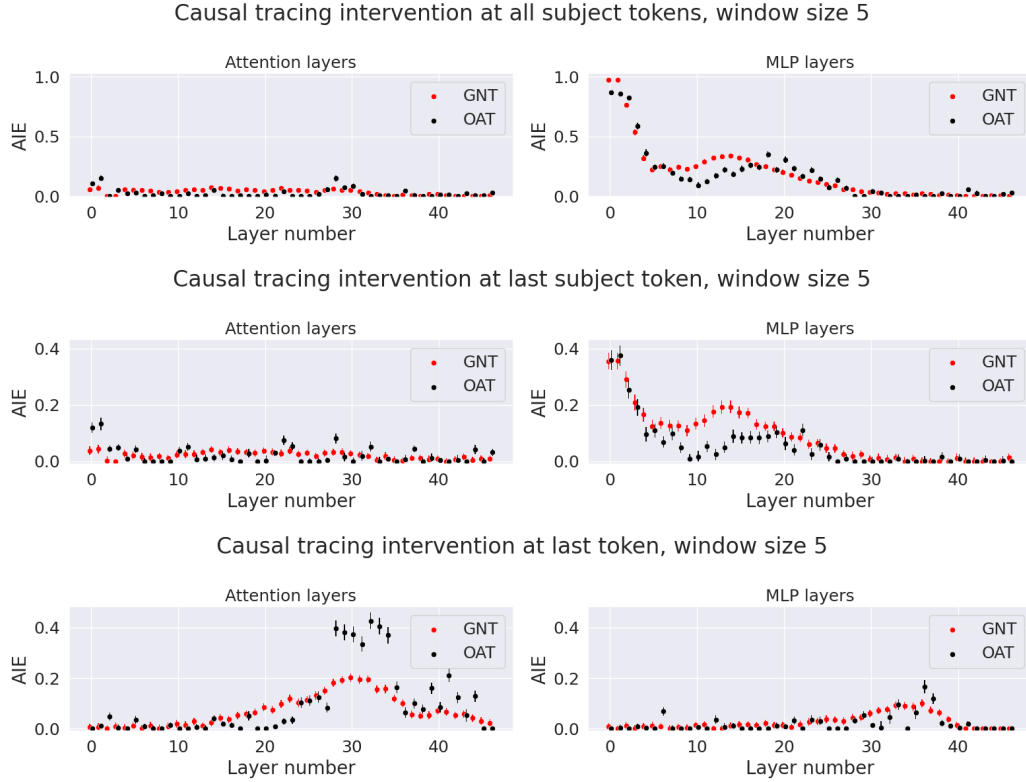 Causal tracing intervention at all subject tokens, window size 5
Attention layers
MLP layers
AIE
1.0
0.5
0.0
GNT
OAT
0 10 20 30 40
Layer number
AIE
1.0
0.5
0.0
GNT
OAT
0 10 20 30 40
Layer number
Causal tracing intervention at last subject token, window size 5
Attention layers
MLP layers
AIE
0.4
0.2
0.0
GNT
OAT
0 10 20 30 40
Layer number
AIE
0.4
0.2
0.0
GNT
OAT
0 10 20 30 40
Layer number
Causal tracing intervention at last token, window size 5
Attention layers
MLP layers
AIE
0.4
0.2
0.0
GNT
OAT
0 10 20 30 40
Layer number
AIE
0.4
0.2
0.0
GNT
OAT
0 10 20 30 40
Layer number